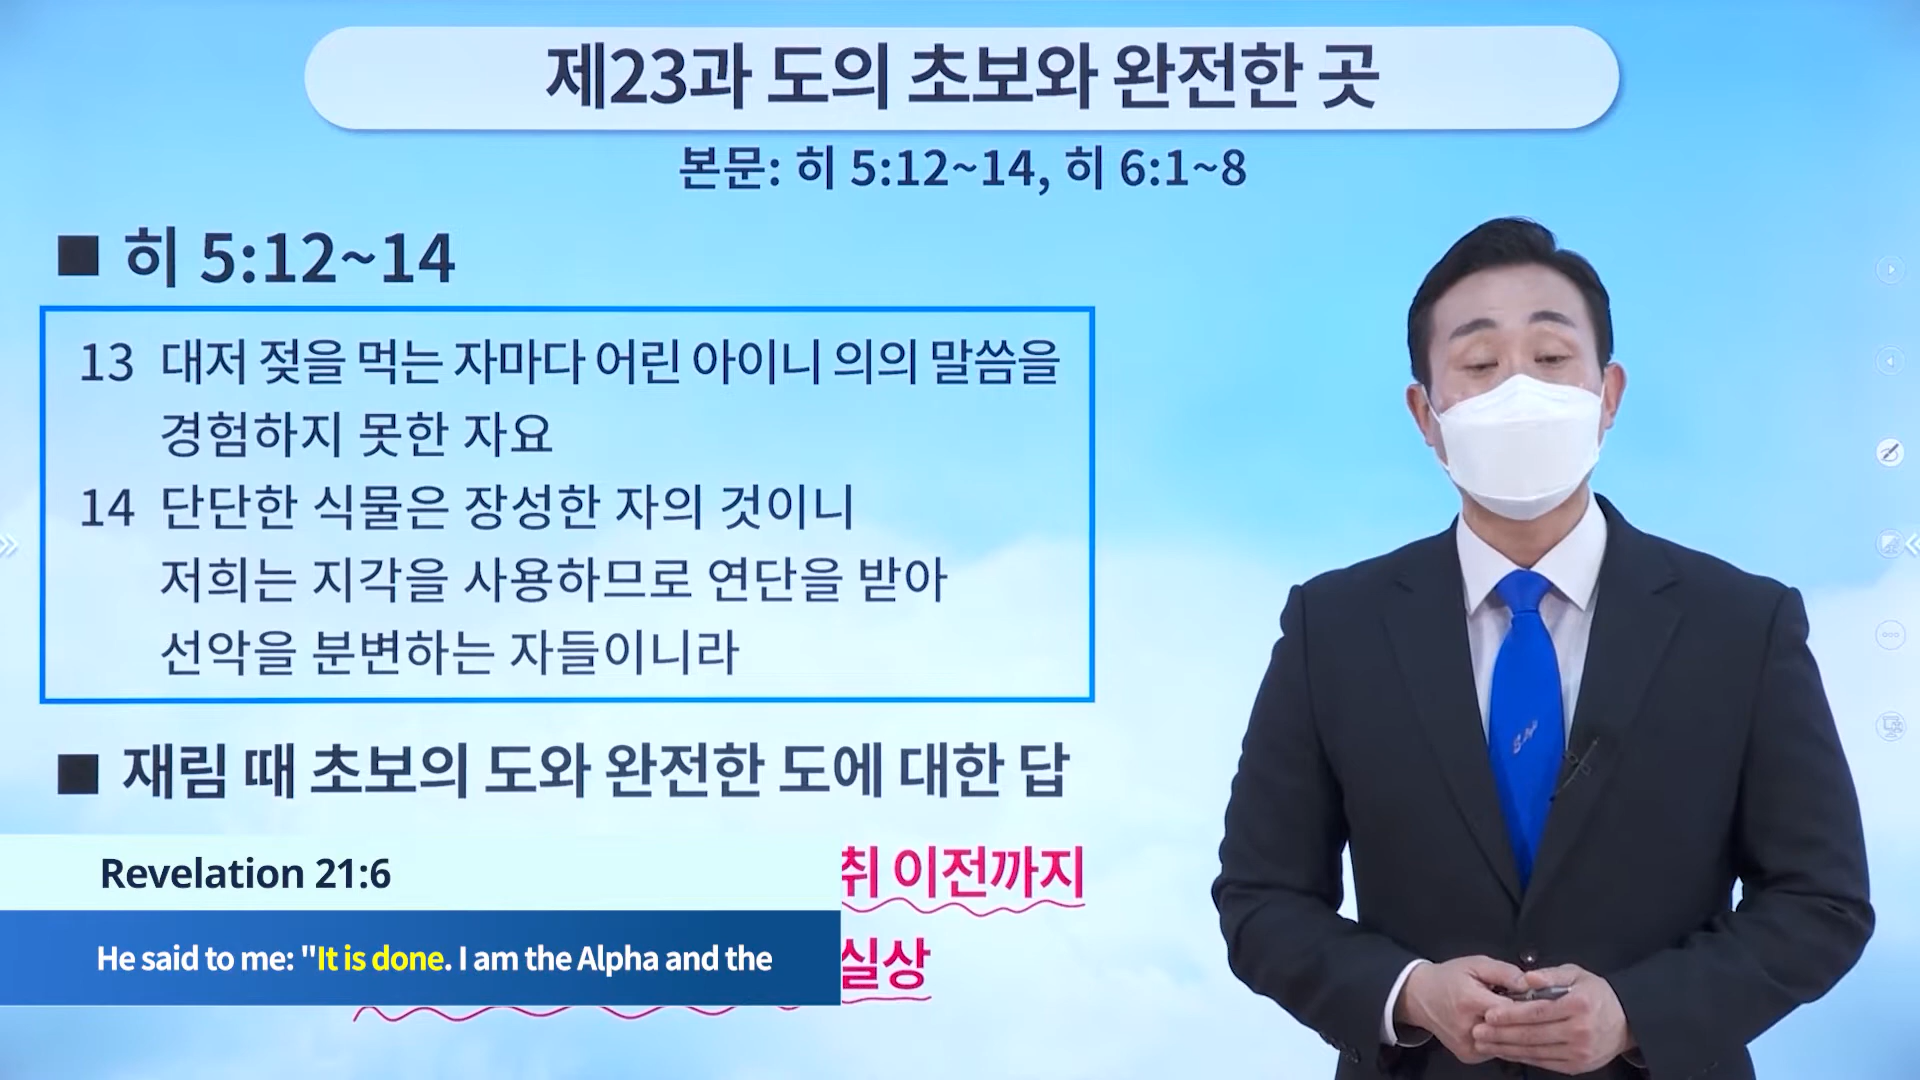 제23과 도의 초보와 완전한 곳
본문: 히 5:12~14, 히 6:1~8
■ 히 5:12~14
13 대저 젖을 먹는 자마다 어린 아이니 의의 말씀을
경험하지 못한 자요
14 단단한 식물은 장성한 자의 것이니
저희는 지각을 사용하므로 연단을 받아
선악을 분변하는 자들이니라
■ 재림 때 초보의 도와 완전한 도에 대한 답
취 이전까지
실상
Revelation 21:6
He said to me: "It is done. I am the Alpha and the